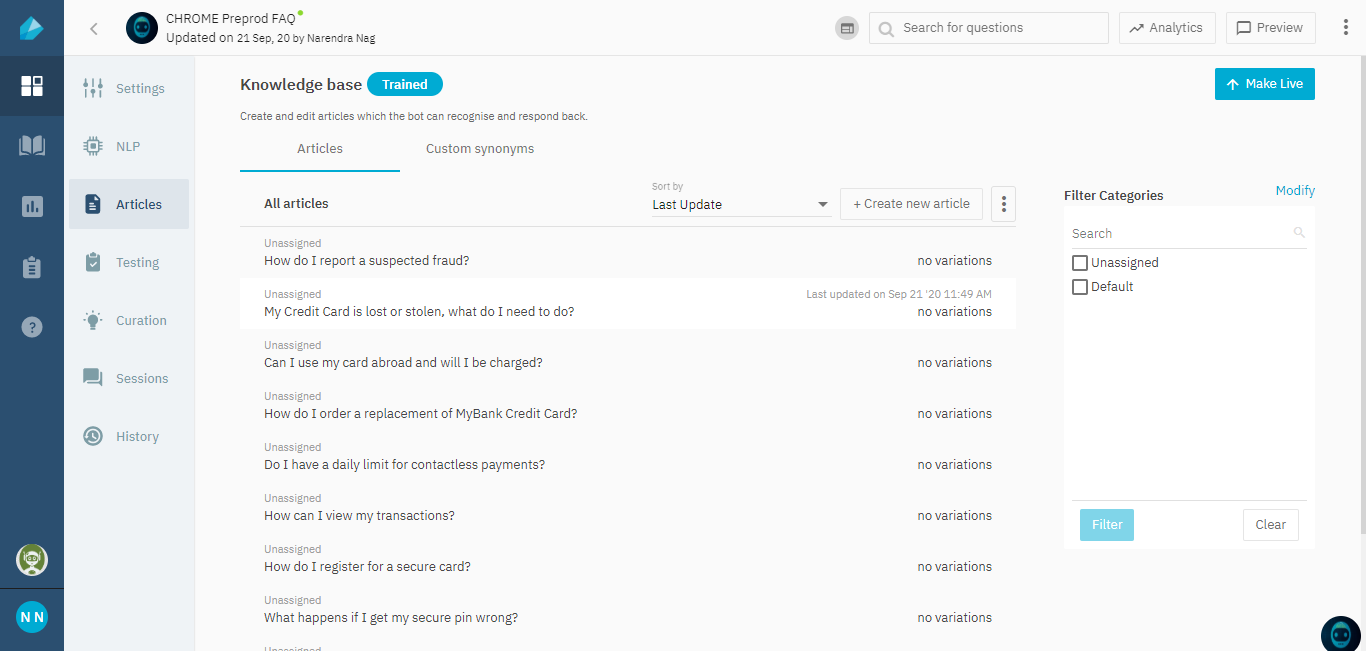 CHROME Preprod FAQ
Updated on 21 Sep, 20 by Narendra Nag
Search for questions
Analytics
Preview
Settings
NLP
Articles
Testing
Curation
Sessions
History
?
N N
Knowledge base Trained
Make Live
Create and edit articles which the bot can recognise and respond back.
Articles Custom synonyms
All articles
Sort by
Last Update
+ Create new article
Unassigned
How do I report a suspected fraud? no variations
Unassigned Last updated on Sep 21 '20 11:49 AM
My Credit Card is lost or stolen, what do I need to do? no variations
Unassigned
Can I use my card abroad and will I be charged? no variations
Unassigned
How do I order a replacement of MyBank Credit Card? no variations
Unassigned
Do I have a daily limit for contactless payments? no variations
Unassigned
How can I view my transactions? no variations
Unassigned
How do I register for a secure card? no variations
Unassigned
What happens if I get my secure pin wrong? no variations
Unassigned
Filter Categories Modify
Search
Unassigned
Default
Filter Clear